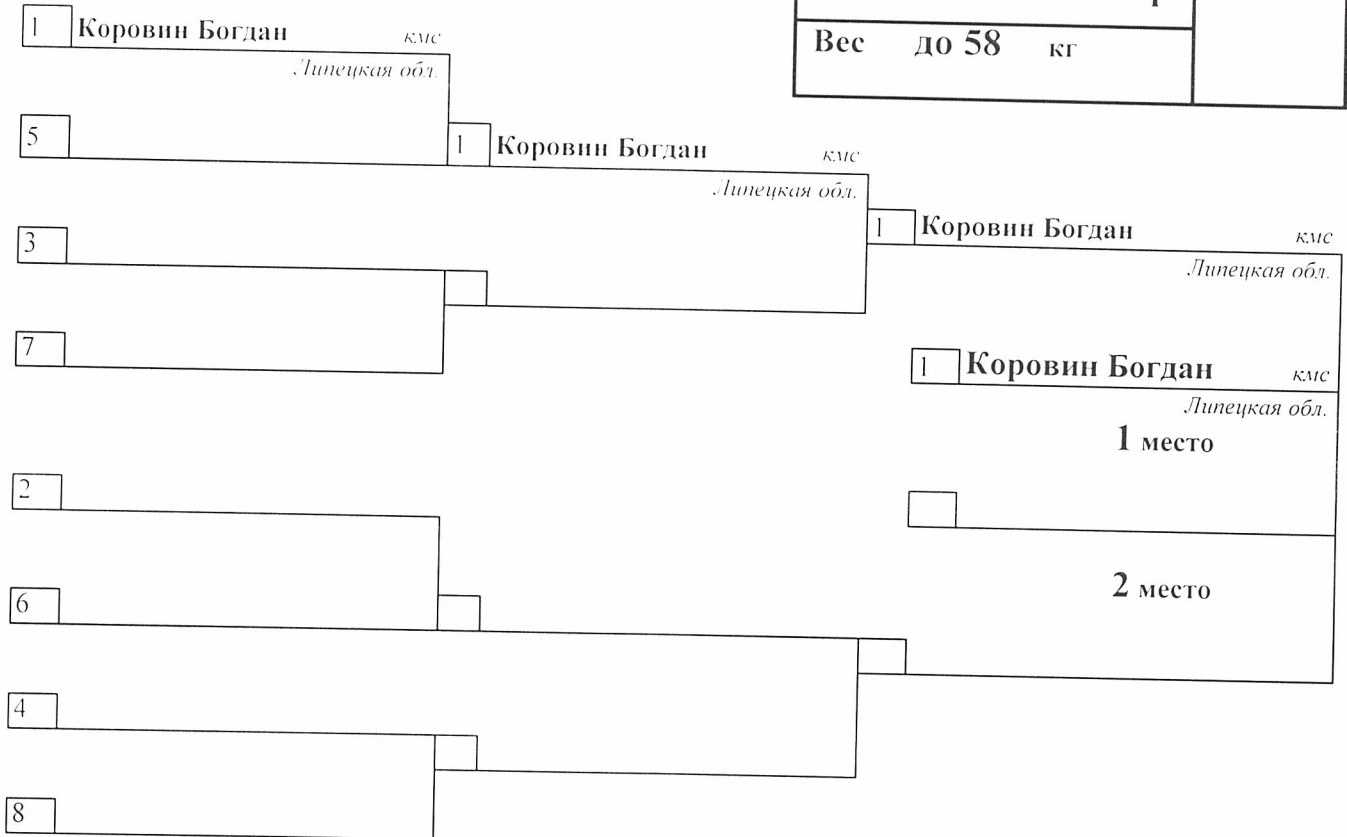 1 Коровин Богдан кмс
Липецкая обл.
Вес до 58 кг
5
1 Коровин Богдан кмс
Липецкая обл.
3
1 Коровин Богдан кмс
Липецкая обл.
7
1 Коровин Богдан кмс
Липецкая обл.
1 место
2
2 место
6
4
8